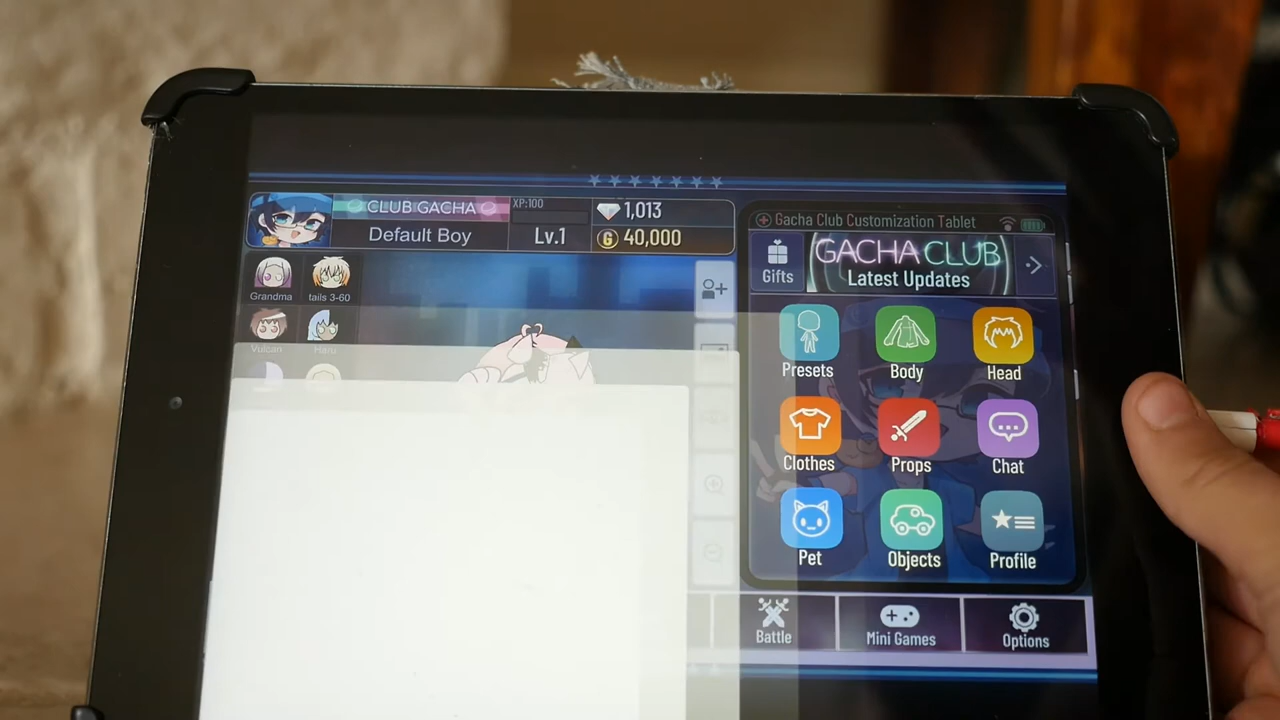 CLUB GACHA
XP:100
Default Boy
Lv.1
1,013
40,000
Grandma
tails 3-60
Vulcan
Haru
Gacha Club Customization Tablet
Gifts
GACHA CLUB
Latest Updates
Presets
Body
Head
Clothes
Props
Chat
Pet
Objects
Profile
Battle
Mini Games
Options